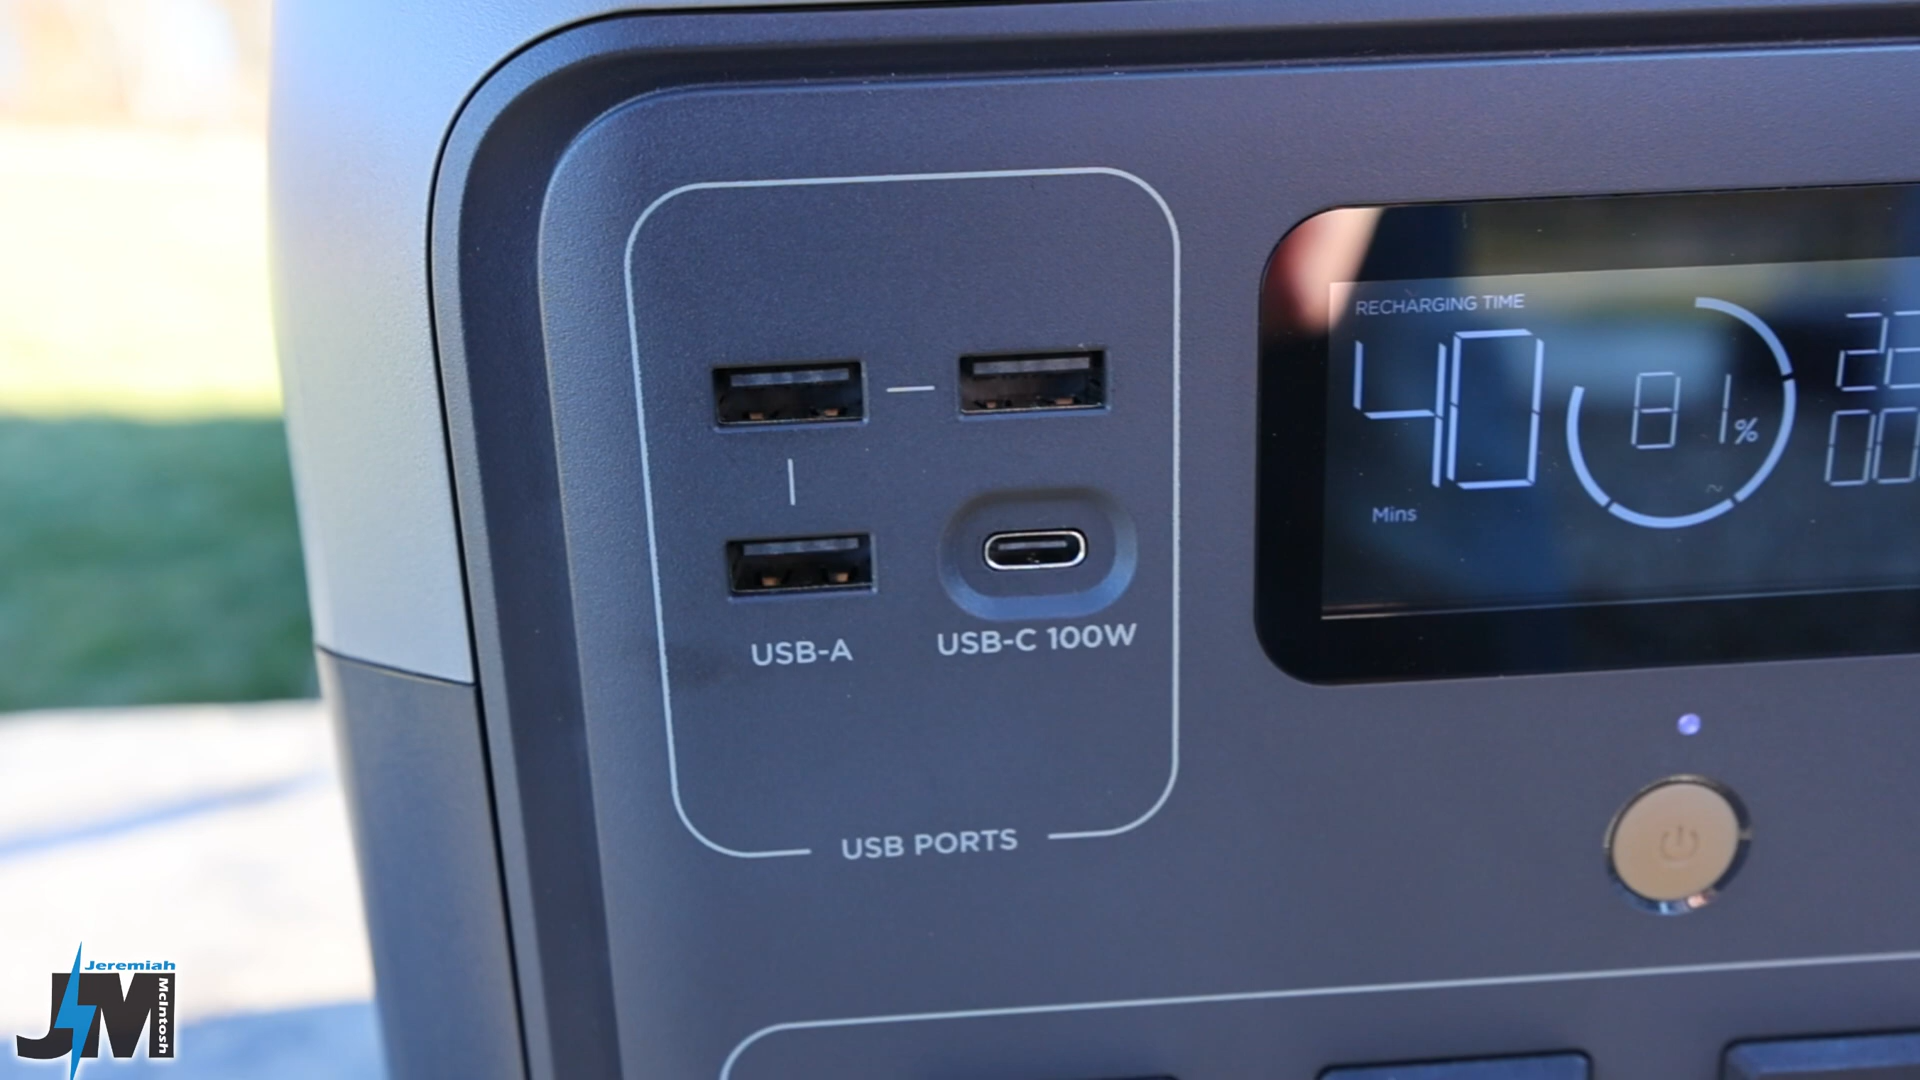 RECHARGING TIME
40
81%
Mins
USB-A
USB-C 100W
USB PORTS
Jeremiah
JM
McIntosh